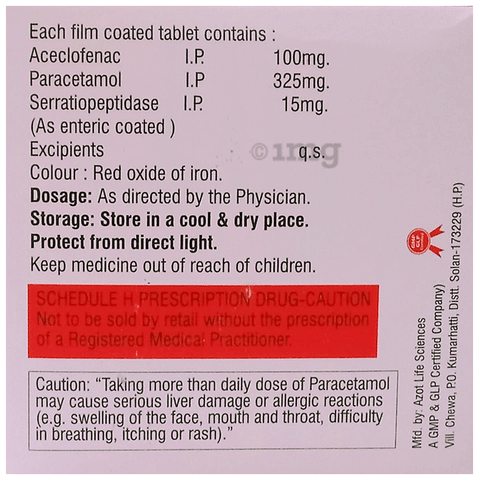 Each film coated tablet contains :
Aceclofenac I.P. 100mg.
Paracetamol I.P 325mg.
Serratiopeptidase I.P. 15mg.
(As enteric coated )
Excipients q.s.
Colour : Red oxide of iron.
Dosage: As directed by the Physician.
Storage: Store in a cool & dry place.
Protect from direct light.
Keep medicine out of reach of children.
SCHEDULE H PRESCRIPTION DRUG-CAUTION
Not to be sold by retail without the prescription
of a Registered Medical Practitioner.
Caution: "Taking more than daily dose of Paracetamol
may cause serious liver damage or allergic reactions
(e.g. swelling of the face, mouth and throat, difficulty
in breathing, itching or rash)."
Mfd. by: Azot Life Sciences
A GMP & GLP Certified Company)
Vill. Chewa, P.O. Kumarhatti, Distt. Solan-173229 (H.P.)
GMP
GLP
©1mg